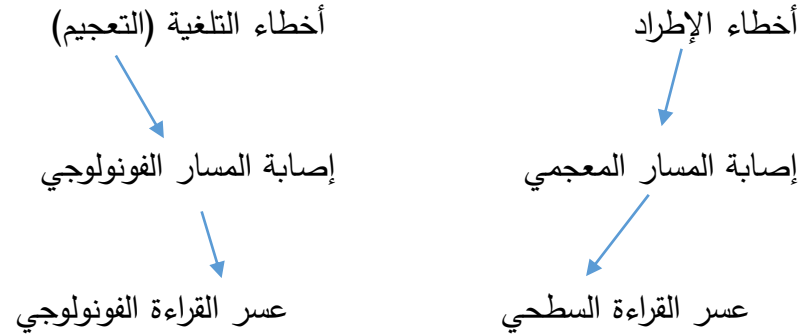 أخطاء الإطراد
أخطاء التلغية (التعجيم)
إصابة المسار المعجمي
إصابة المسار الفونولوجي
عسر القراءة السطحي
عسر القراءة الفونولوجي